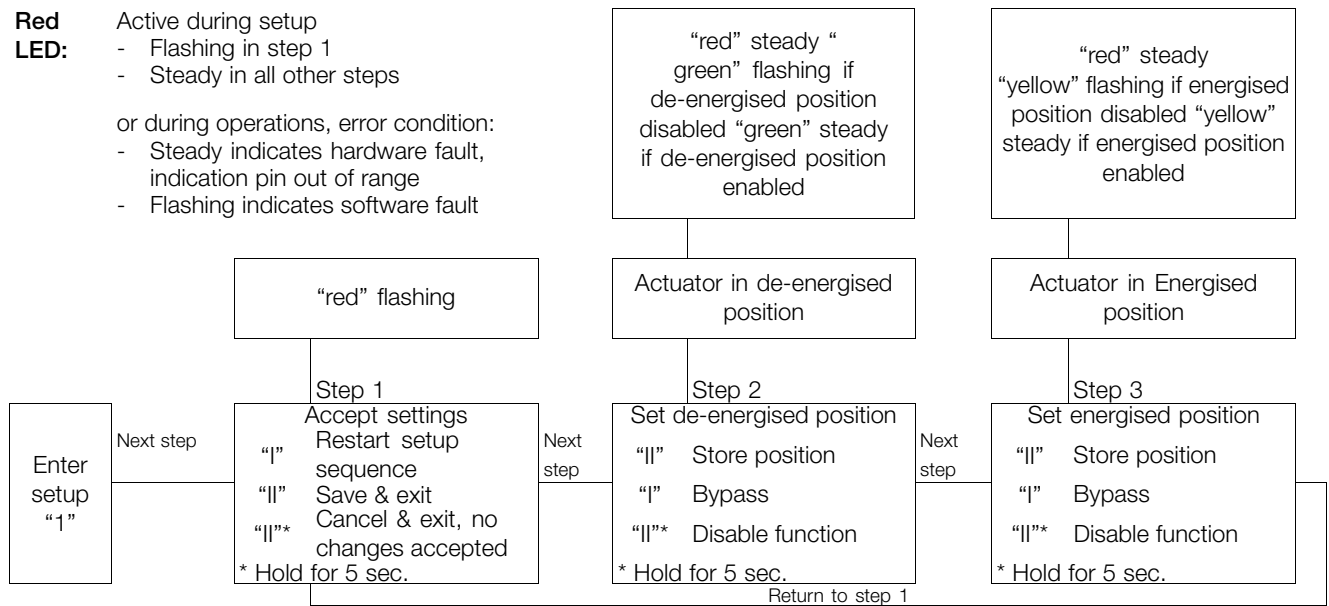 Red LED:
Active during setup
- Flashing in step 1
- Steady in all other steps
or during operations, error condition:
- Steady indicates hardware fault,
indication pin out of range
- Flashing indicates software fault
“red” steady “
green” flashing if
de-energised position
disabled “green” steady
if de-energised position
enabled
“red” steady
“yellow” flashing if energised
position disabled “yellow”
steady if energised position
enabled
“red” flashing
Actuator in de-energised
position
Actuator in Energised
position
Enter
setup
“1”
Next step
Step 1
Accept settings
“I” Restart setup
sequence
“II” Save & exit
“II”* Cancel & exit, no
changes accepted
* Hold for 5 sec.
Next
step
Step 2
Set de-energised position
“II” Store position
“I” Bypass
“II”* Disable function
* Hold for 5 sec.
Next
step
Step 3
Set energised position
“II” Store position
“I” Bypass
“II”* Disable function
* Hold for 5 sec.
Return to step 1